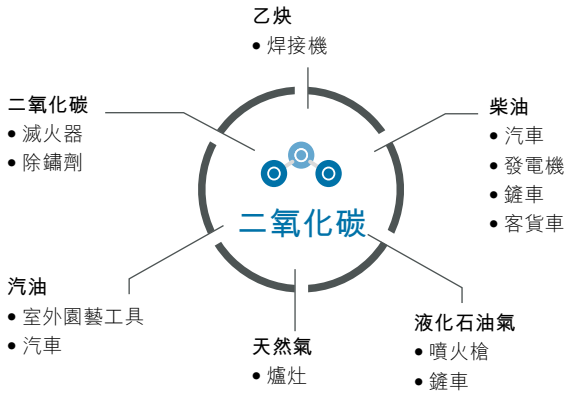 乙炔
• 焊接機
二氧化碳
• 滅火器
• 除鏽劑
柴油
• 汽車
• 發電機
• 鏟車
• 客貨車
二氧化碳
汽油
• 室外園藝工具
• 汽車
天然氣
• 爐灶
液化石油氣
• 噴火槍
• 鏟車